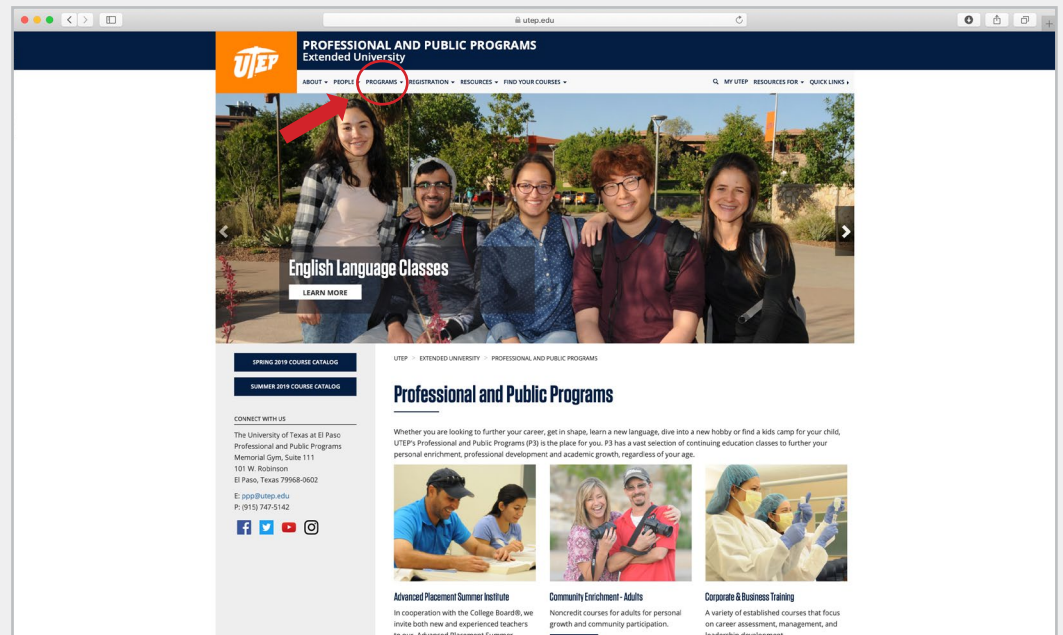 utep.edu
UTEP
PROFESSIONAL AND PUBLIC PROGRAMS
Extended University
ABOUT PEOPLE PROGRAMS REGISTRATION RESOURCES FIND YOUR COURSES MY UTEP RESOURCES FOR QUICK LINKS
English Language Classes
LEARN MORE
SPRING 2019 COURSE CATALOG
SUMMER 2019 COURSE CATALOG
CONNECT WITH US
The University of Texas at El Paso
Professional and Public Programs
Memorial Gym, Suite 111
101 W. Robinson
El Paso, Texas 79968-0602
E: ppp@utep.edu
P: (915) 747-5142
UTEP > EXTENDED UNIVERSITY > PROFESSIONAL AND PUBLIC PROGRAMS
Professional and Public Programs
Whether you are looking to further your career, get in shape, learn a new language, dive into a new hobby or find a kids camp for your child,
UTEP's Professional and Public Programs (P3) is the place for you. P3 has a vast selection of continuing education classes to further your
personal enrichment, professional development and academic growth, regardless of your age.
Advanced Placement Summer Institute
In cooperation with the College Board®, we
invite both new and experienced teachers
to our Advanced Placement Summer
Community Enrichment - Adults
Noncredit courses for adults for personal
growth and community participation.
Corporate & Business Training
A variety of established courses that focus
on career assessment, management, and
leadership development.